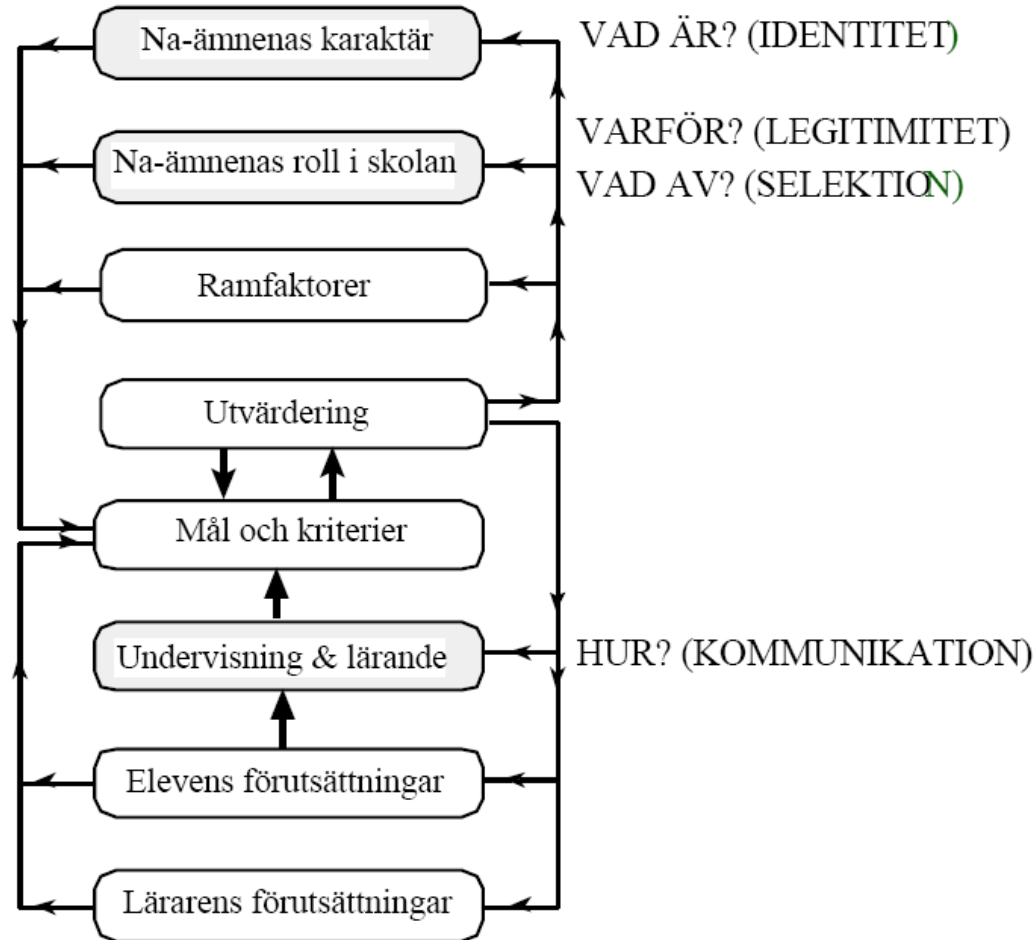 Na-ämnenas karaktär
VAD ÄR? (IDENTITET)
Na-ämnenas roll i skolan
VARFÖR? (LEGITIMITET)
VAD AV? (SELEKTION)
Ramfaktorer
Utvärdering
Mål och kriterier
Undervisning & lärande
HUR? (KOMMUNIKATION)
Elevens förutsättningar
Lärarens förutsättningar